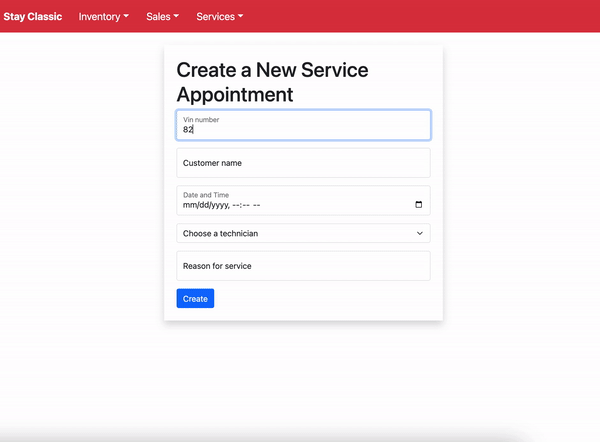 Stay Classic Inventory Sales Services
Create a New Service
Appointment
Vin number
82
Customer name
Date and Time
mm/dd/yyyy, --:-- --
Choose a technician
Reason for service
Create